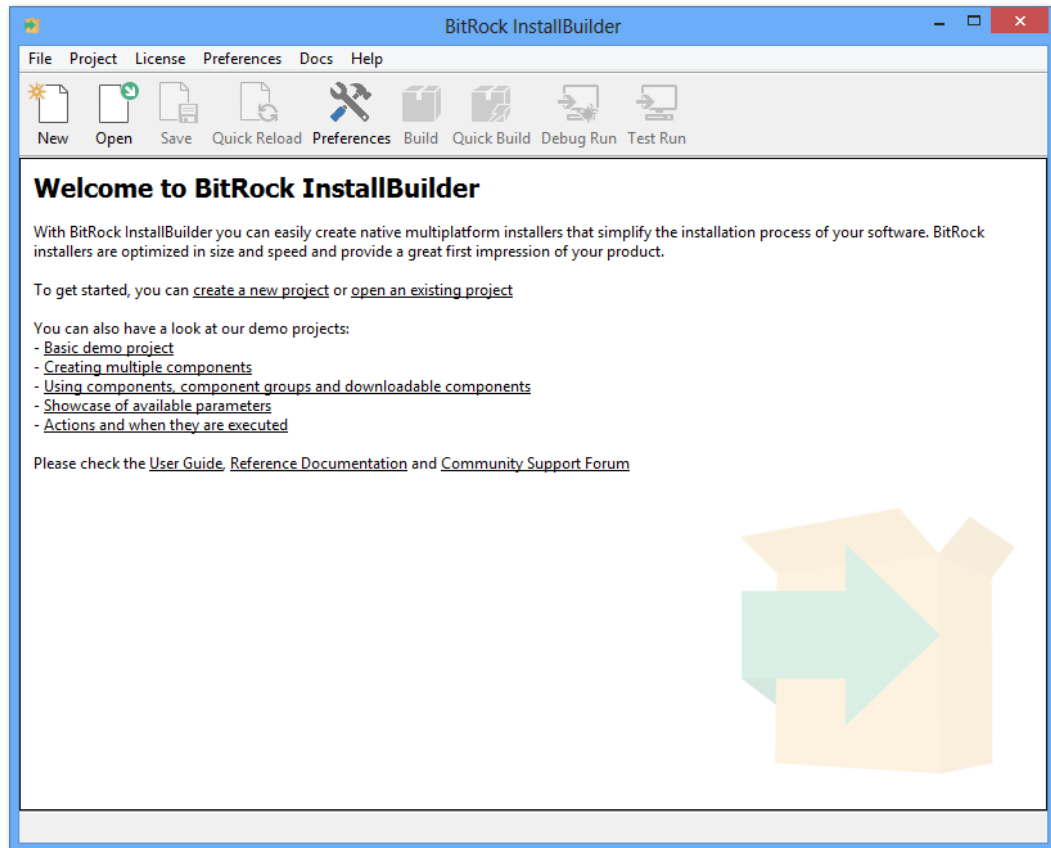 BitRock InstallBuilder
File Project License Preferences Docs Help
New Open Save Quick Reload Preferences Build Quick Build Debug Run Test Run
Welcome to BitRock InstallBuilder
With BitRock InstallBuilder you can easily create native multiplatform installers that simplify the installation process of your software. BitRock
installers are optimized in size and speed and provide a great first impression of your product.
To get started, you can create a new project or open an existing project
You can also have a look at our demo projects:
- Basic demo project
- Creating multiple components
- Using components, component groups and downloadable components
- Showcase of available parameters
- Actions and when they are executed
Please check the User Guide, Reference Documentation and Community Support Forum